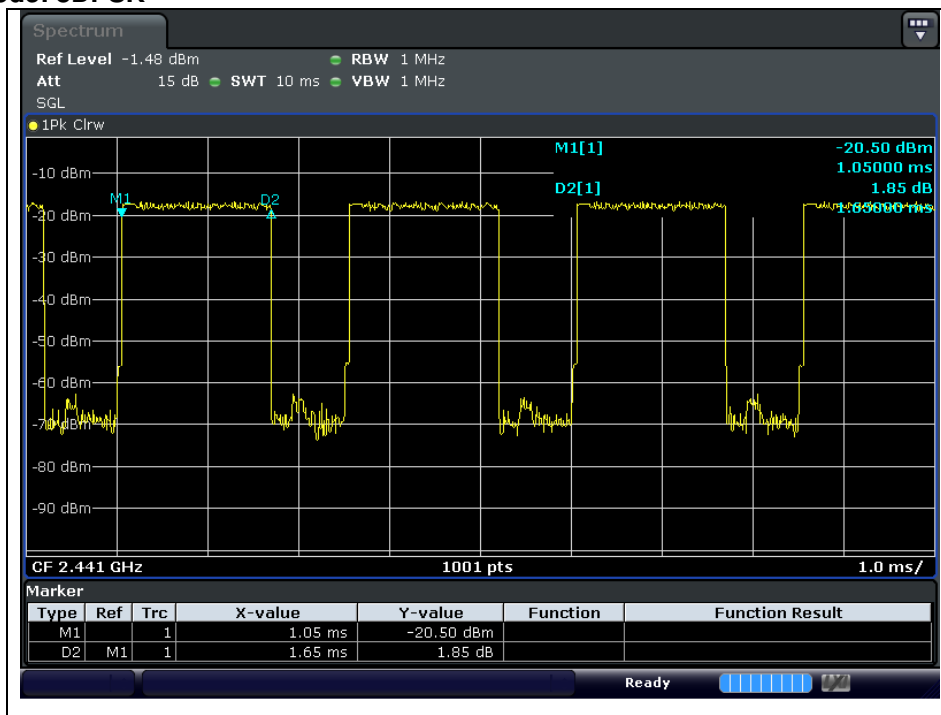 Spectrum
Ref Level -1.48 dBm RBW 1 MHz
Att 15 dB SWT 10 ms VBW 1 MHz
SGL
1Pk Clrw
M1[1] -20.50 dBm
1.05000 ms
D2[1] 1.85 dB
1.65000 ms
-10 dBm
M1
D2
-20 dBm
-30 dBm
-40 dBm
-50 dBm
-60 dBm
-70 dBm
-80 dBm
-90 dBm
CF 2.441 GHz 1001 pts 1.0 ms/
Marker
Type Ref Trc X-value Y-value Function Function Result
M1 1 1.05 ms -20.50 dBm
D2 M1 1 1.65 ms 1.85 dB
Ready